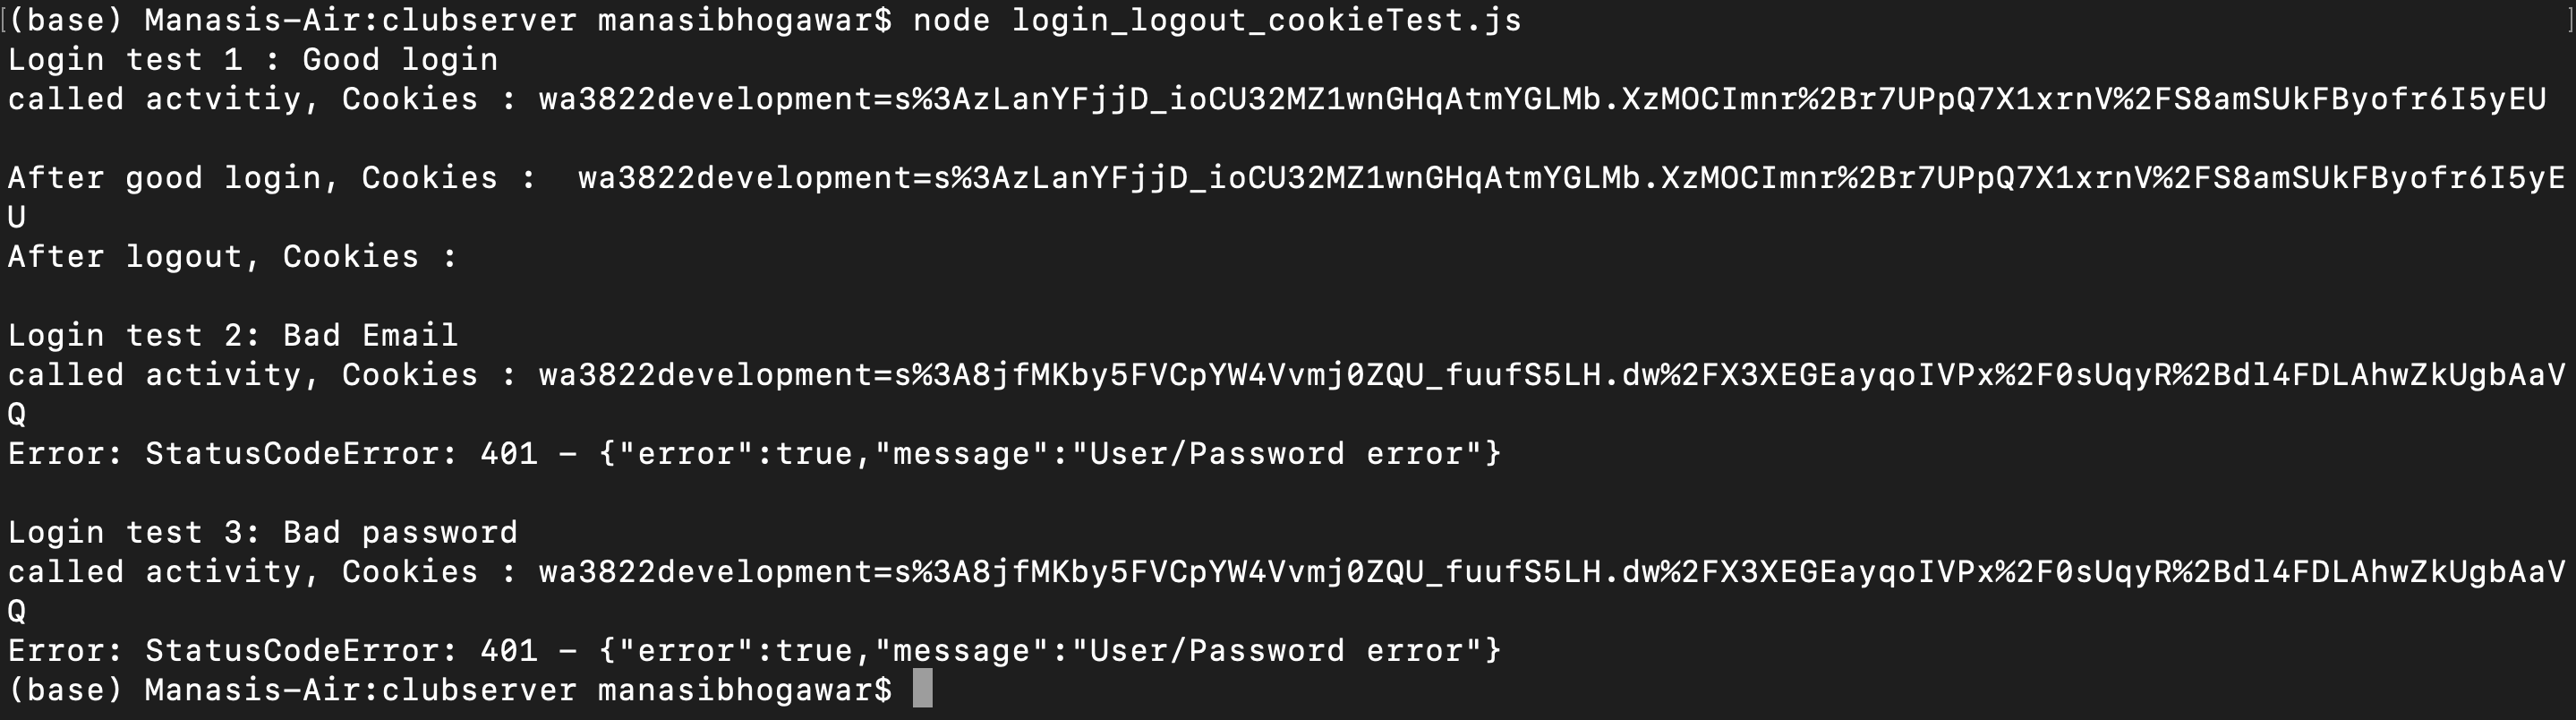 (base) Manasis-Air:clubserver manasibhogawar$ node login_logout_cookieTest.js
Login test 1 : Good login
called actvitiy, Cookies : wa3822development=s%3AzLanYFjjD_ioCU32MZ1wnGHqAtmYGLMb.XzMOCImnr%2Br7UPpQ7X1xrnV%2FS8amSUkFByofr6I5yEU
After good login, Cookies :  wa3822development=s%3AzLanYFjjD_ioCU32MZ1wnGHqAtmYGLMb.XzMOCImnr%2Br7UPpQ7X1xrnV%2FS8amSUkFByofr6I5yE
U
After logout, Cookies :
Login test 2: Bad Email
called activity, Cookies : wa3822development=s%3A8jfMKby5FVCpYW4Vvmj0ZQU_fuufS5LH.dw%2FX3XEGEayqoIVPx%2F0sUqyR%2Bdl4FDLAhwZkUgbAaV
Q
Error: StatusCodeError: 401 - {"error":true,"message":"User/Password error"}
Login test 3: Bad password
called activity, Cookies : wa3822development=s%3A8jfMKby5FVCpYW4Vvmj0ZQU_fuufS5LH.dw%2FX3XEGEayqoIVPx%2F0sUqyR%2Bdl4FDLAhwZkUgbAaV
Q
Error: StatusCodeError: 401 - {"error":true,"message":"User/Password error"}
(base) Manasis-Air:clubserver manasibhogawar$